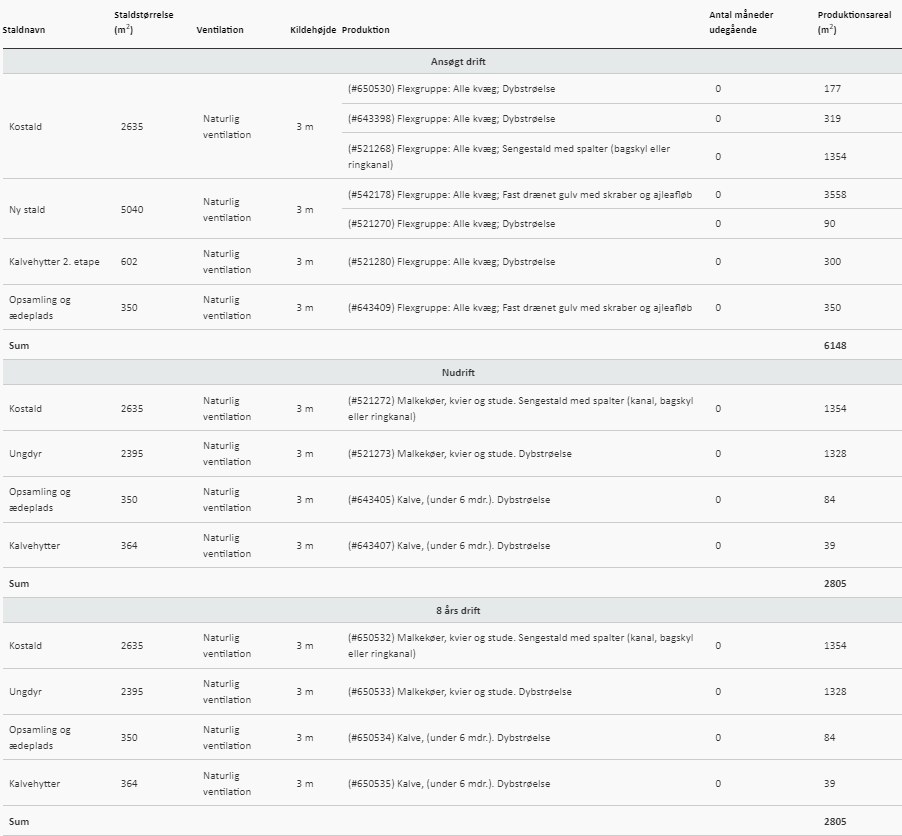 Staldnavn Staldstørrelse (m²) Ventilation Kildehøjde Produktion Antal måneder udegående Produktionsareal (m²)
Ansøgt drift
Kostald 2635 Naturlig ventilation 3 m (#650530) Flexgruppe: Alle kvæg; Dybstrøelse 0 177
(#643398) Flexgruppe: Alle kvæg; Dybstrøelse 0 319
(#521268) Flexgruppe: Alle kvæg; Sengestald med spalter (bagskyl eller ringkanal) 0 1354
Ny stald 5040 Naturlig ventilation 3 m (#542178) Flexgruppe: Alle kvæg; Fast drænet gulv med skraber og ajleafløb 0 3558
(#521270) Flexgruppe: Alle kvæg; Dybstrøelse 0 90
Kalvehytter 2. etape 602 Naturlig ventilation 3 m (#521280) Flexgruppe: Alle kvæg; Dybstrøelse 0 300
Opsamling og ædeplads 350 Naturlig ventilation 3 m (#643409) Flexgruppe: Alle kvæg; Fast drænet gulv med skraber og ajleafløb 0 350
Sum 6148
Nudrift
Kostald 2635 Naturlig ventilation 3 m (#521272) Malkekøer, kvier og stude. Sengestald med spalter (kanal, bagskyl eller ringkanal) 0 1354
Ungdyr 2395 Naturlig ventilation 3 m (#521273) Malkekøer, kvier og stude. Dybstrøelse 0 1328
Opsamling og ædeplads 350 Naturlig ventilation 3 m (#643405) Kalve, (under 6 mdr.). Dybstrøelse 0 84
Kalvehytter 364 Naturlig ventilation 3 m (#643407) Kalve, (under 6 mdr.). Dybstrøelse 0 39
Sum 2805
8 års drift
Kostald 2635 Naturlig ventilation 3 m (#650532) Malkekøer, kvier og stude. Sengestald med spalter (kanal, bagskyl eller ringkanal) 0 1354
Ungdyr 2395 Naturlig ventilation 3 m (#650533) Malkekøer, kvier og stude. Dybstrøelse 0 1328
Opsamling og ædeplads 350 Naturlig ventilation 3 m (#650534) Kalve, (under 6 mdr.). Dybstrøelse 0 84
Kalvehytter 364 Naturlig ventilation 3 m (#650535) Kalve, (under 6 mdr.). Dybstrøelse 0 39
Sum 2805